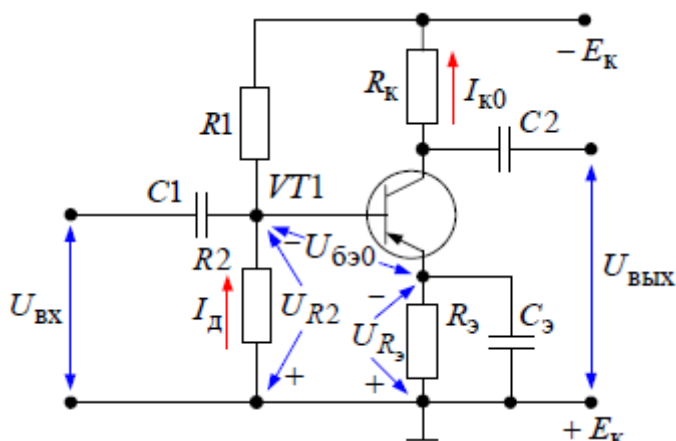 − Eк
Rк
Iк0
R1
C2
C1
VT1
− Uбэ0
R2
Uвх
Iд
UR2
−
URэ
Rэ
Cэ
Uвых
+
+
+ Eк